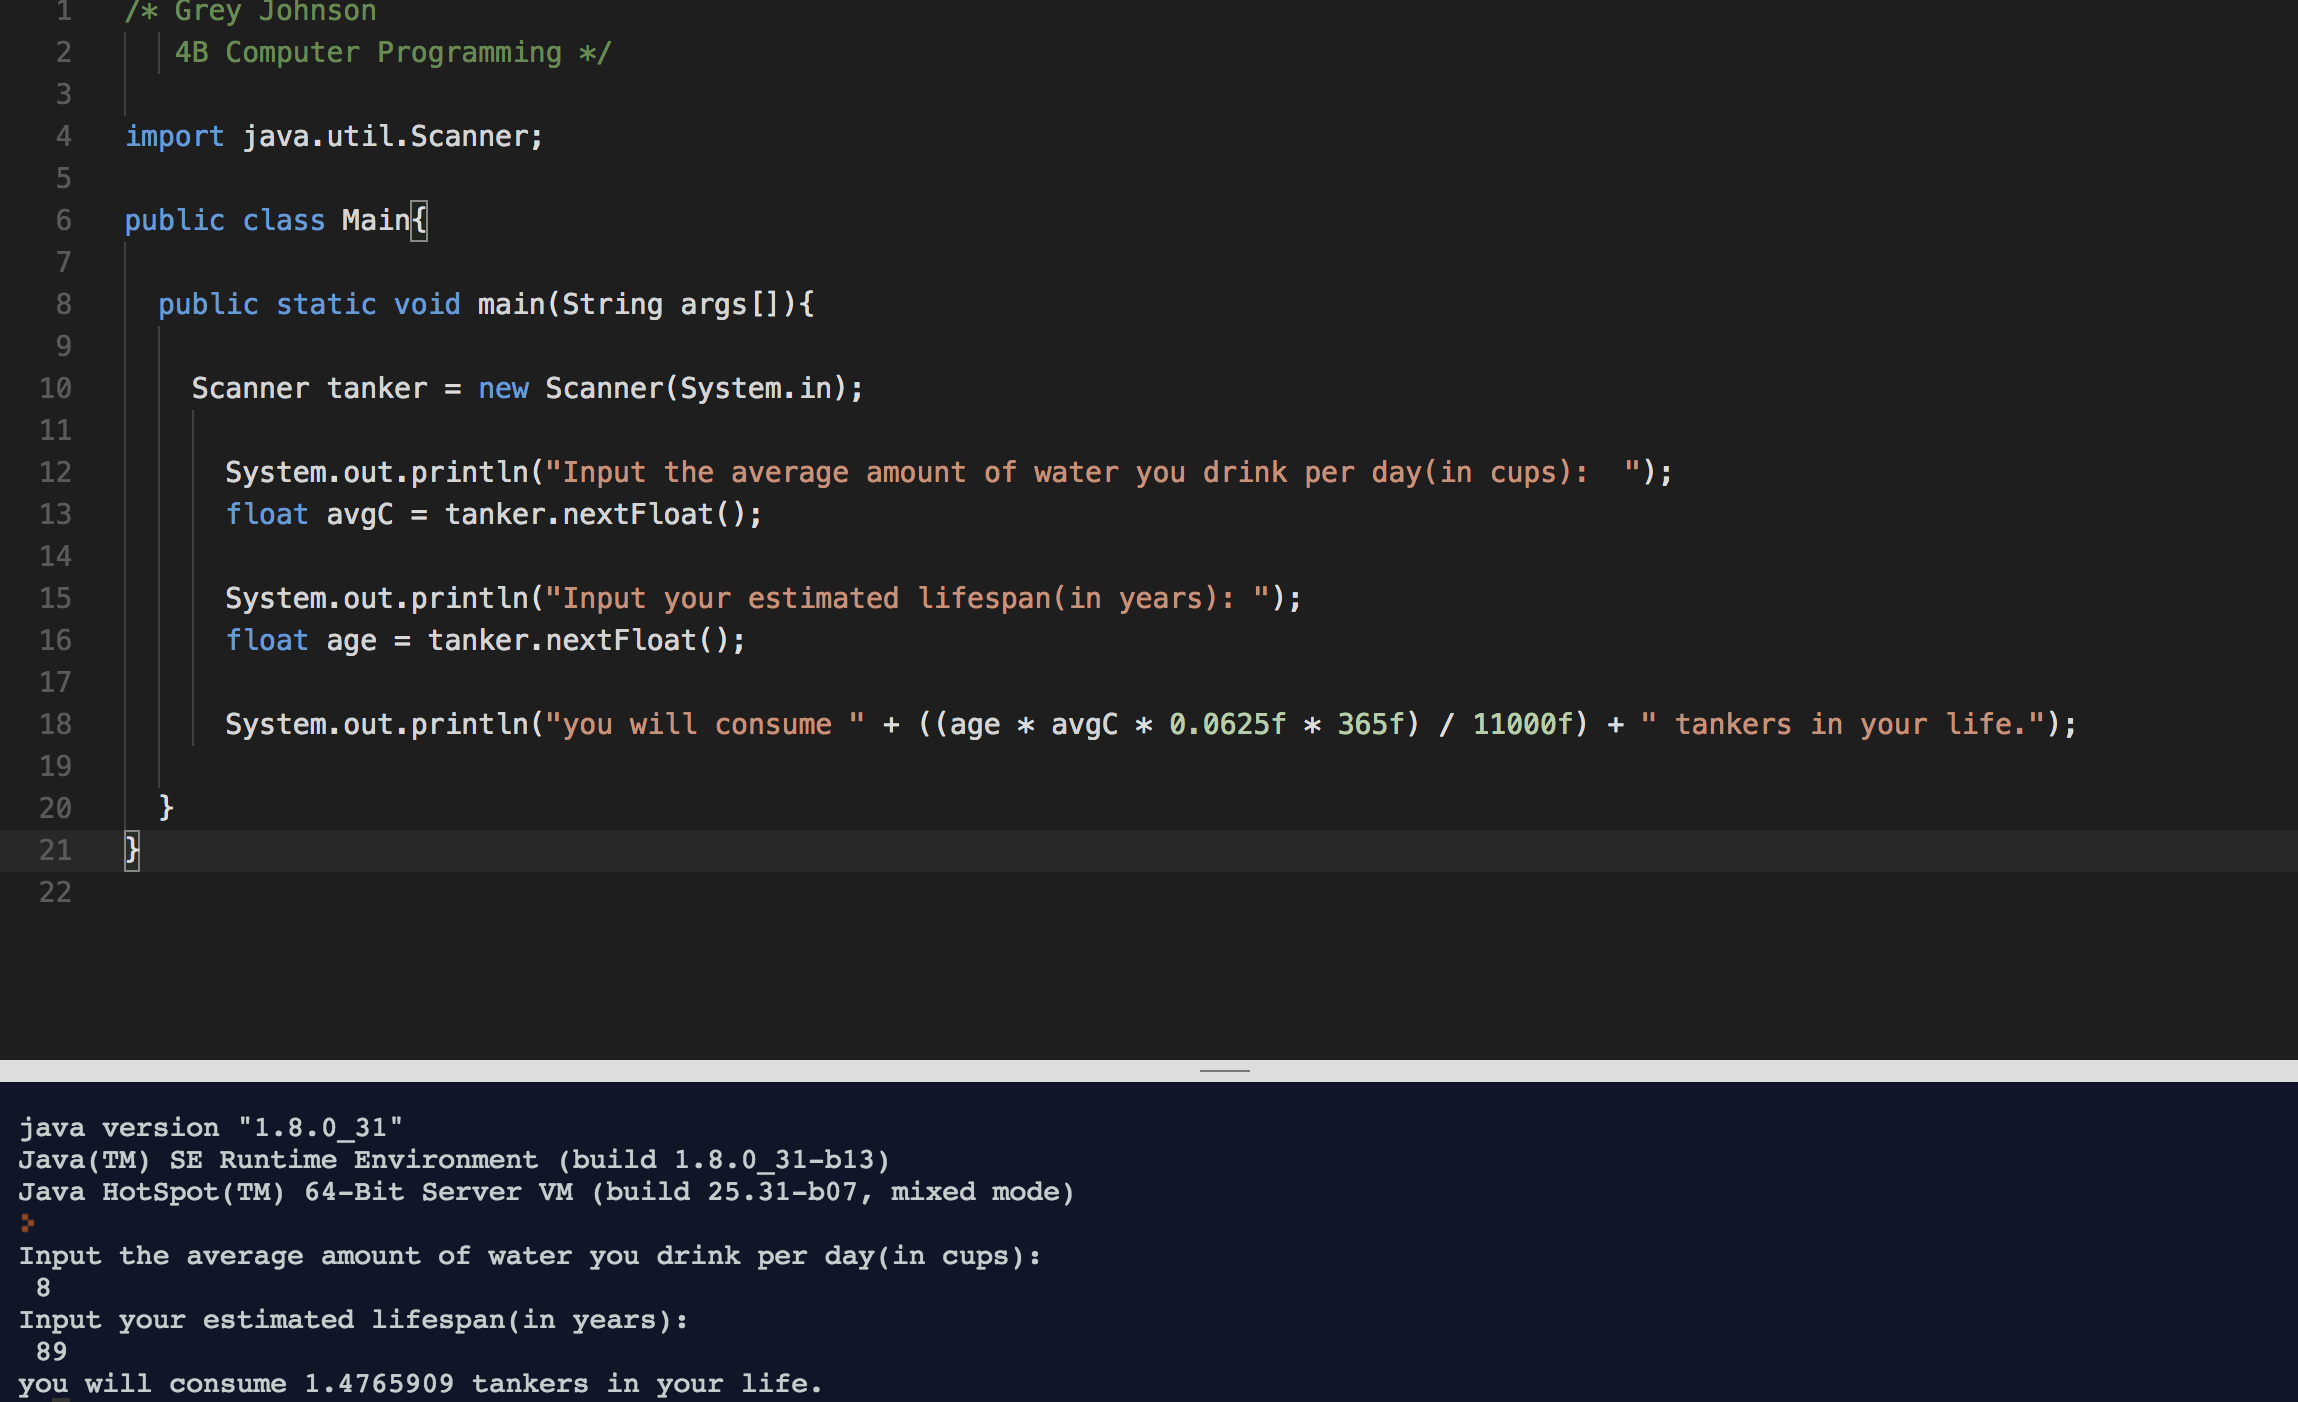 1 /* Grey Johnson
2 4B Computer Programming */
3
4 import java.util.Scanner;
5
6 public class Main{
7
8 public static void main(String args[]){
9
10 Scanner tanker = new Scanner(System.in);
11
12 System.out.println("Input the average amount of water you drink per day(in cups):  ");
13 float avgC = tanker.nextFloat();
14
15 System.out.println("Input your estimated lifespan(in years): ");
16 float age = tanker.nextFloat();
17
18 System.out.println("you will consume " + ((age * avgC * 0.0625f * 365f) / 11000f) + " tankers in your life.");
19
20 }
21 }
22
java version "1.8.0_31"
Java(TM) SE Runtime Environment (build 1.8.0_31-b13)
Java HotSpot(TM) 64-Bit Server VM (build 25.31-b07, mixed mode)
>
Input the average amount of water you drink per day(in cups):
8
Input your estimated lifespan(in years):
89
you will consume 1.4765909 tankers in your life.